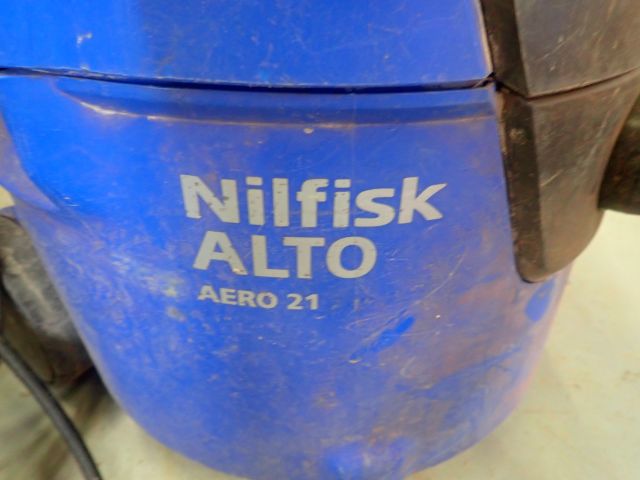 Nilfisk
ALTO
AERO 21